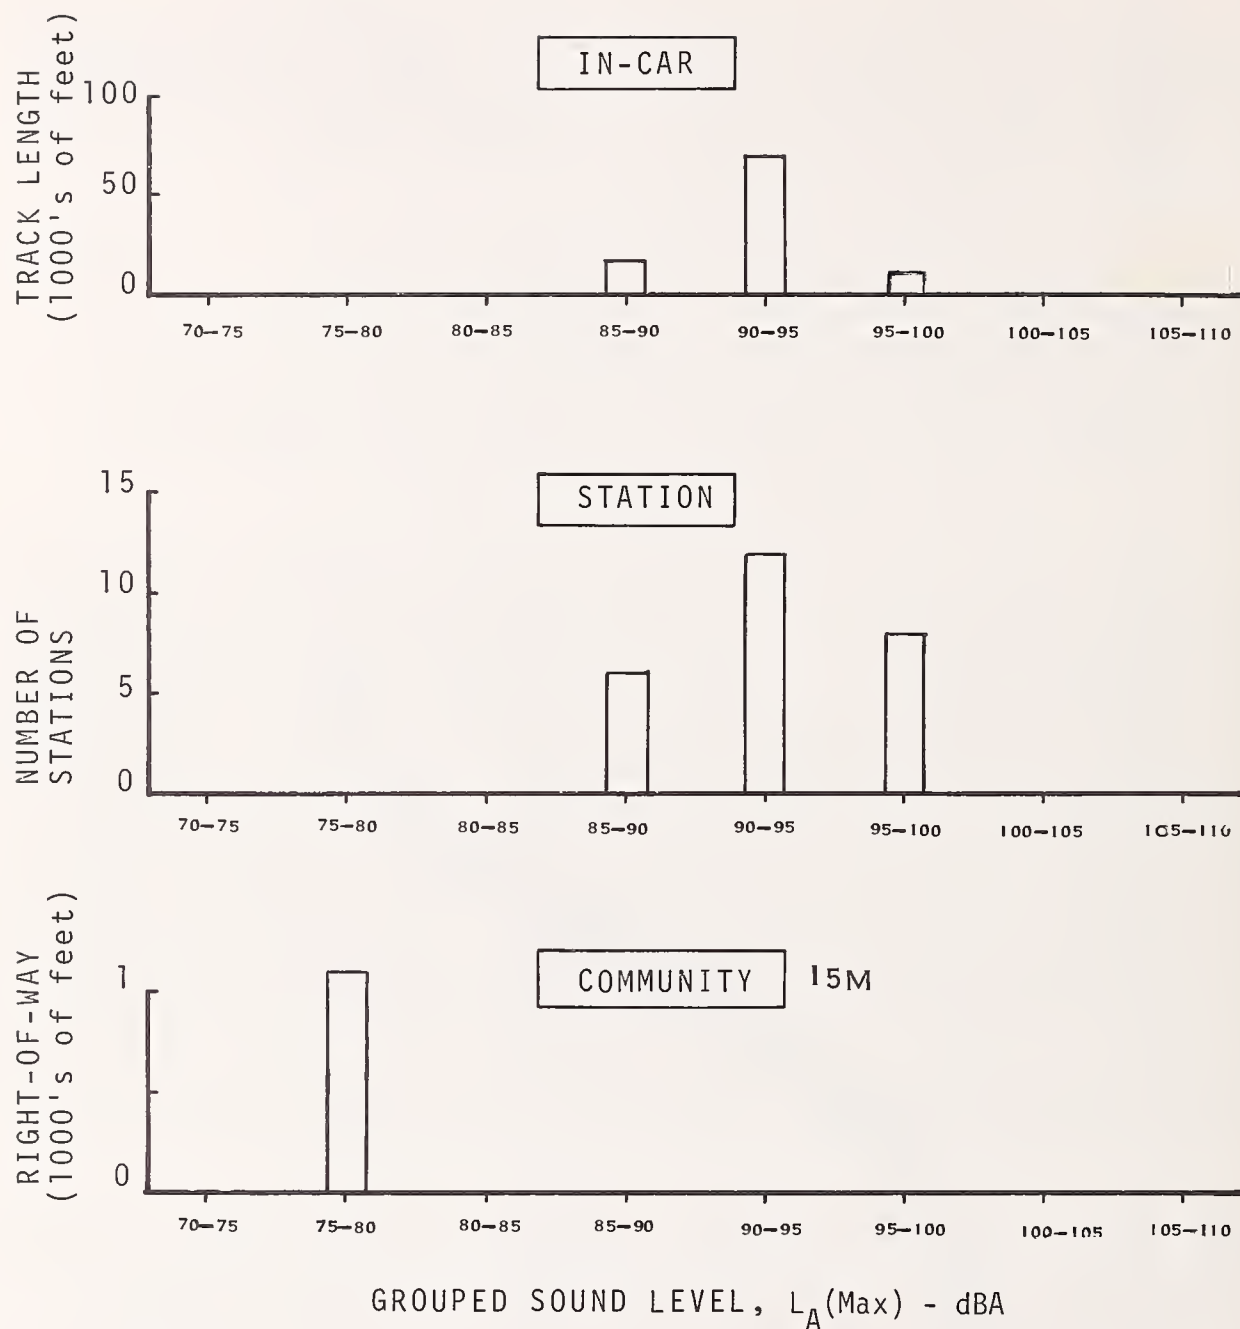 IN-CAR
TRACK LENGTH
(1000's of feet)
100
50
0
70-75 75-80 80-85 85-90 90-95 95-100 100-105 105-110
STATION
NUMBER OF
STATIONS
15
10
5
0
70-75 75-80 80-85 85-90 90-95 95-100 100-105 105-110
COMMUNITY 15M
RIGHT-OF-WAY
(1000's of feet)
1
0
70-75 75-80 80-85 85-90 90-95 95-100 100-105 105-110
GROUPED SOUND LEVEL, LA(Max) - dBA